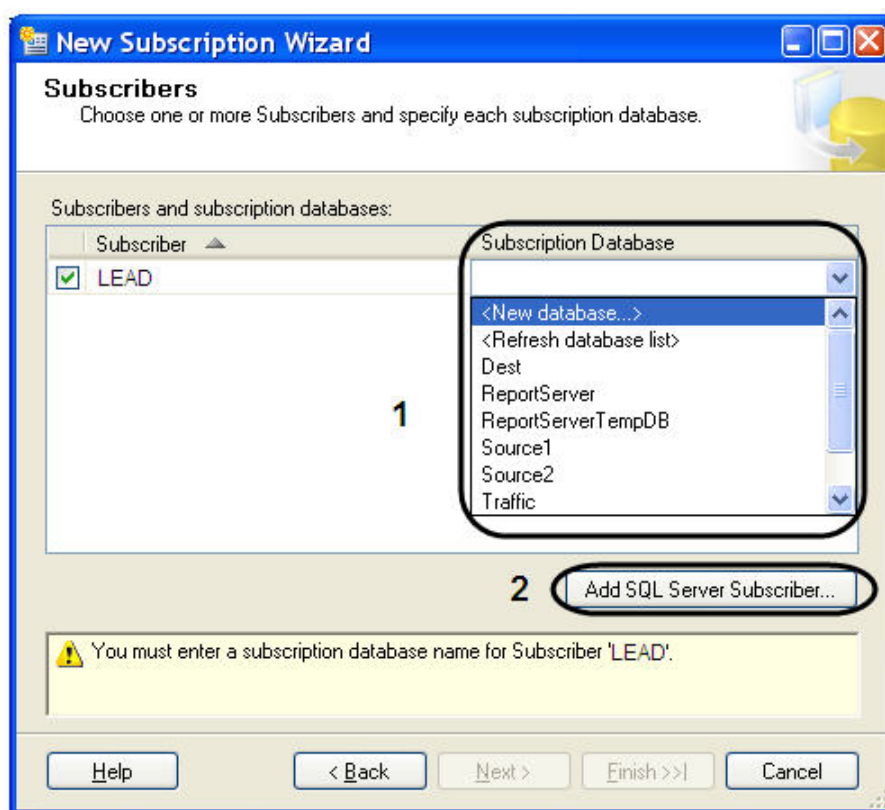 New Subscription Wizard
Subscribers
Choose one or more Subscribers and specify each subscription database.
Subscribers and subscription databases:
Subscriber Subscription Database
LEAD
<New database...>
<Refresh database list>
Dest
ReportServer
1
ReportServerTempDB
Source1
Source2
Traffic
2 Add SQL Server Subscriber...
You must enter a subscription database name for Subscriber 'LEAD'.
Help < Back Next > Finish >>| Cancel